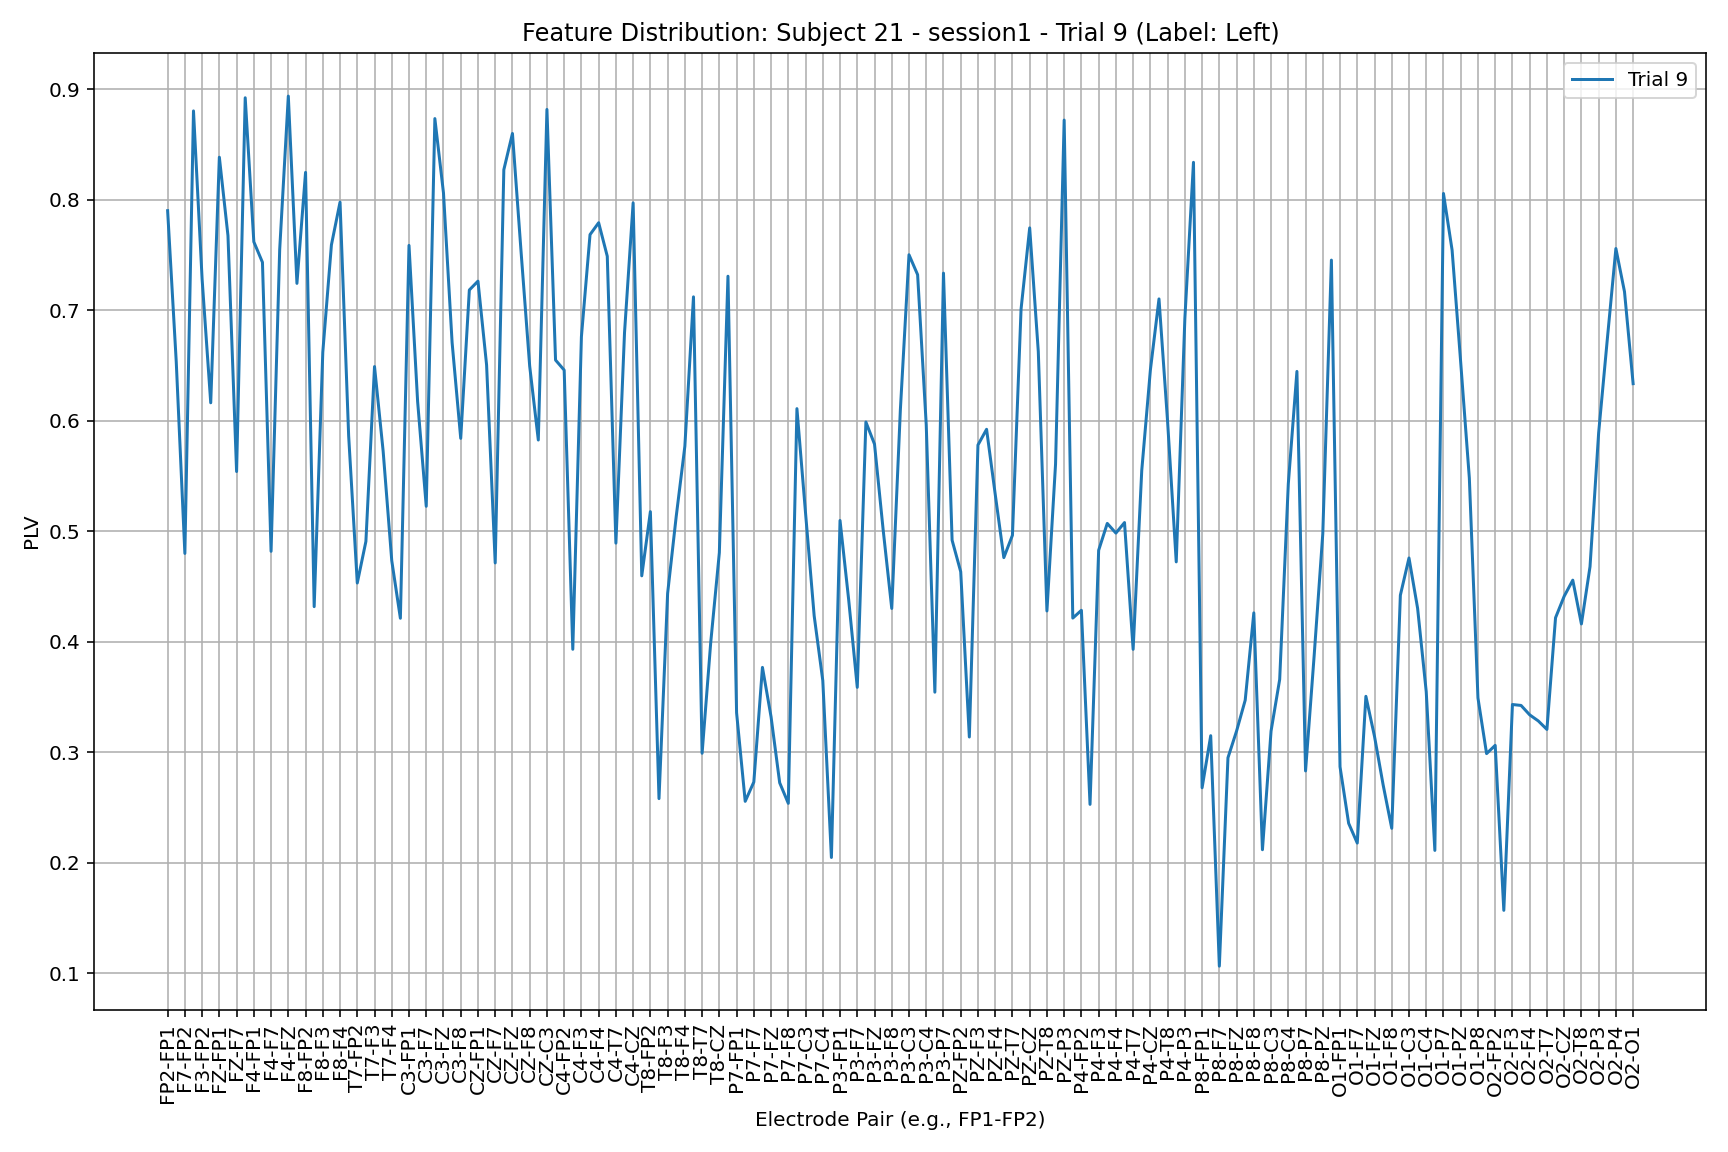 Feature Distribution: Subject 21 - session1 - Trial 9 (Label: Left)
Trial 9
PLV
0.9
0.8
0.7
0.6
0.5
0.4
0.3
0.2
0.1
FP2-FP1
F7-FP2
F3-FP2
FZ-FP1
FZ-F7
F4-FP1
F4-F7
F4-FZ
F8-FP2
F8-F3
F8-F4
T7-FP2
T7-F3
T7-F4
C3-FP1
C3-F7
C3-FZ
C3-F8
CZ-FP1
CZ-F7
CZ-FZ
CZ-F8
CZ-C3
C4-FP2
C4-F3
C4-F4
C4-T7
C4-CZ
T8-FP2
T8-F3
T8-F4
T8-T7
T8-CZ
P7-FP1
P7-F7
P7-FZ
P7-F8
P7-C3
P7-C4
P3-FP1
P3-F7
P3-FZ
P3-F8
P3-C3
P3-C4
P3-P7
PZ-FP2
PZ-F3
PZ-F4
PZ-T7
PZ-CZ
PZ-T8
PZ-P3
P4-FP2
P4-F3
P4-F4
P4-T7
P4-CZ
P4-T8
P4-P3
P8-FP1
P8-F7
P8-FZ
P8-F8
P8-C3
P8-C4
P8-P7
P8-PZ
O1-FP1
O1-F7
O1-FZ
O1-F8
O1-C3
O1-C4
O1-P7
O1-PZ
O1-P8
O2-FP2
O2-F3
O2-F4
O2-T7
O2-CZ
O2-T8
O2-P3
O2-P4
O2-O1
Electrode Pair (e.g., FP1-FP2)